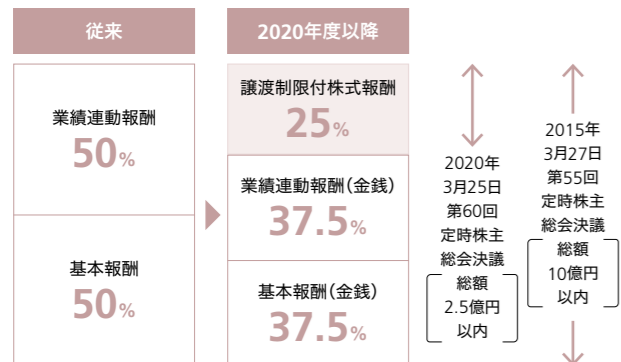 従来
業績連動報酬
50%
基本報酬
50%
2020年度以降
譲渡制限付株式報酬
25%
業績連動報酬（金銭）
37.5%
基本報酬（金銭）
37.5%
2020年
3月25日
第60回
定時株主
総会決議
総額
2.5億円
以内
2015年
3月27日
第55回
定時株主
総会決議
総額
10億円
以内